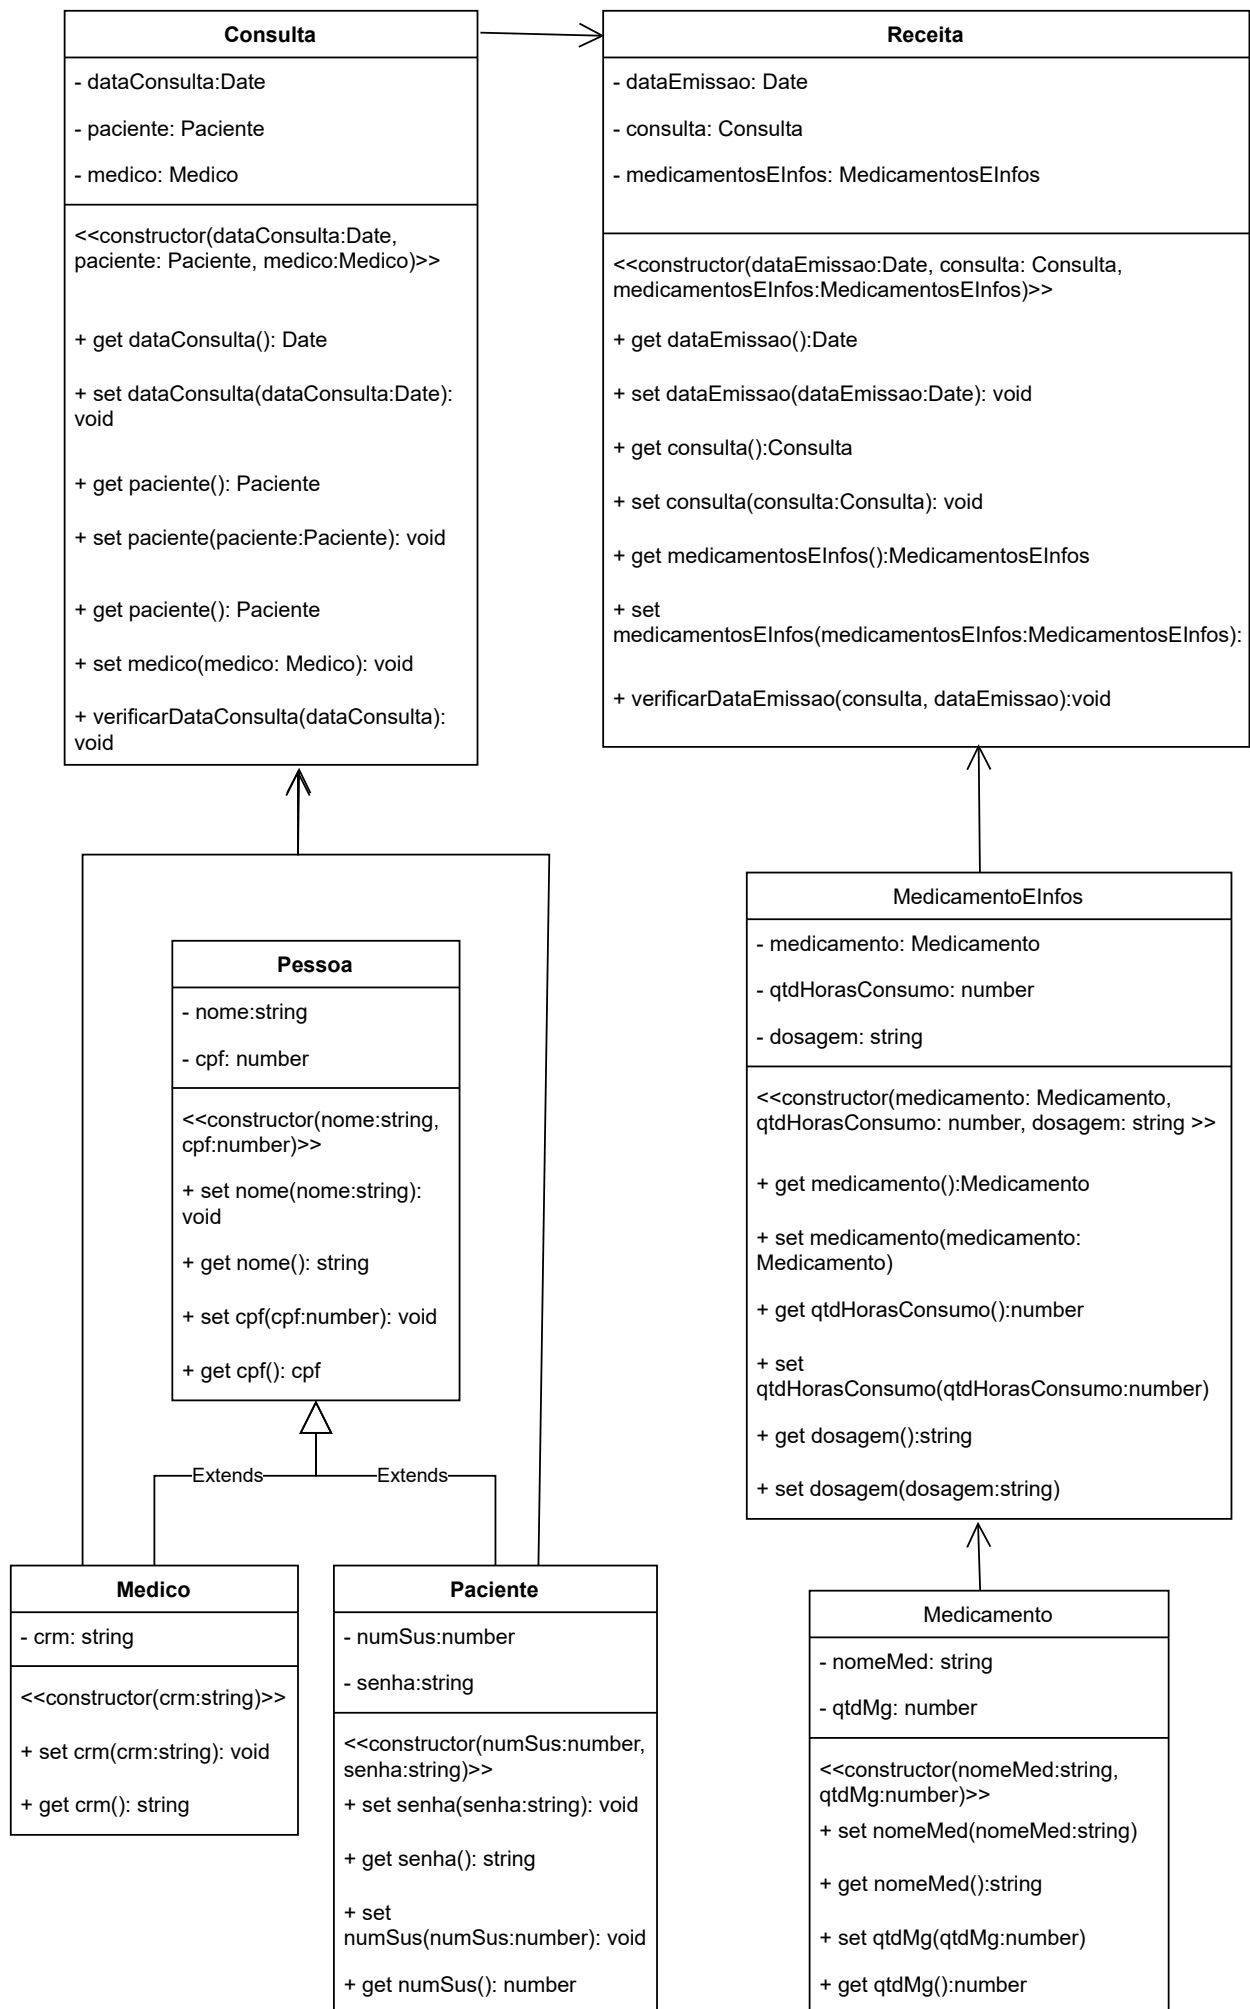 Consulta
- dataConsulta:Date
- paciente: Paciente
- medico: Medico
<<constructor(dataConsulta:Date,
paciente: Paciente, medico:Medico)>>
+ get dataConsulta(): Date
+ set dataConsulta(dataConsulta:Date):
void
+ get paciente(): Paciente
+ set paciente(paciente:Paciente): void
+ get paciente(): Paciente
+ set medico(medico: Medico): void
+ verificarDataConsulta(dataConsulta):
void
Receita
- dataEmissao: Date
- consulta: Consulta
- medicamentosEInfos: MedicamentosEInfos
<<constructor(dataEmissao:Date, consulta: Consulta,
medicamentosEInfos:MedicamentosEInfos)>>
+ get dataEmissao():Date
+ set dataEmissao(dataEmissao:Date): void
+ get consulta():Consulta
+ set consulta(consulta:Consulta): void
+ get medicamentosEInfos():MedicamentosEInfos
+ set
medicamentosEInfos(medicamentosEInfos:MedicamentosEInfos):
+ verificarDataEmissao(consulta, dataEmissao):void
Pessoa
- nome:string
- cpf: number
<<constructor(nome:string,
cpf:number)>>
+ set nome(nome:string):
void
+ get nome(): string
+ set cpf(cpf:number): void
+ get cpf(): cpf
Extends
Extends
MedicamentoEInfos
- medicamento: Medicamento
- qtdHorasConsumo: number
- dosagem: string
<<constructor(medicamento: Medicamento,
qtdHorasConsumo: number, dosagem: string >>
+ get medicamento():Medicamento
+ set medicamento(medicamento:
Medicamento)
+ get qtdHorasConsumo():number
+ set
qtdHorasConsumo(qtdHorasConsumo:number)
+ get dosagem():string
+ set dosagem(dosagem:string)
Medico
- crm: string
<<constructor(crm:string)>>
+ set crm(crm:string): void
+ get crm(): string
Paciente
- numSus:number
- senha:string
<<constructor(numSus:number,
senha:string)>>
+ set senha(senha:string): void
+ get senha(): string
+ set
numSus(numSus:number): void
+ get numSus(): number
Medicamento
- nomeMed: string
- qtdMg: number
<<constructor(nomeMed:string,
qtdMg:number)>>
+ set nomeMed(nomeMed:string)
+ get nomeMed():string
+ set qtdMg(qtdMg:number)
+ get qtdMg():number